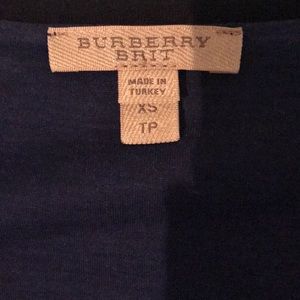 BURBERRY
BRIT
MADE IN
TURKEY
XS
TP